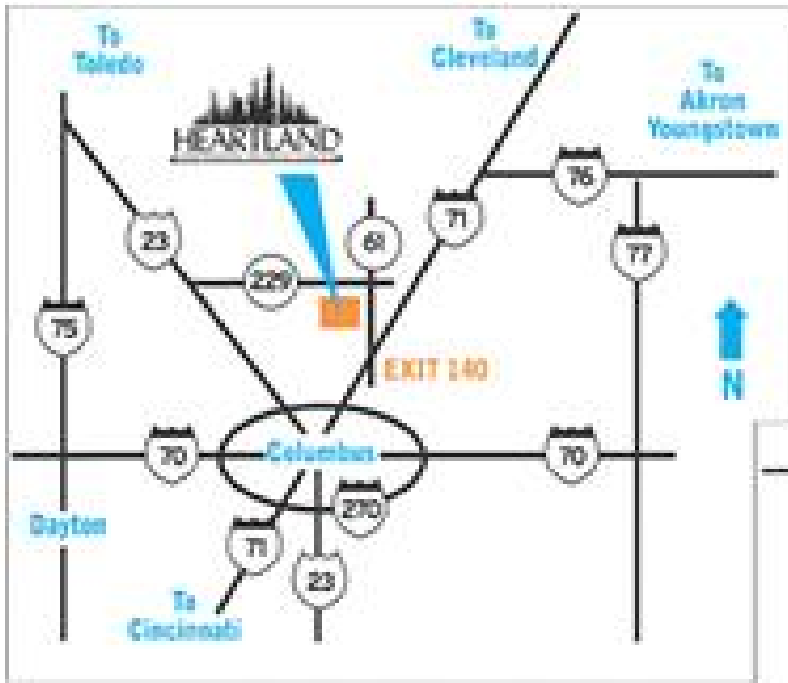 To
Toledo
To
Cleveland
To
Akron
Youngstown
HEARTLAND
76
71
23
61
77
229
75
N
EXIT 140
70
Columbus
70
270
Dayton
71
23
To
Cincinnati